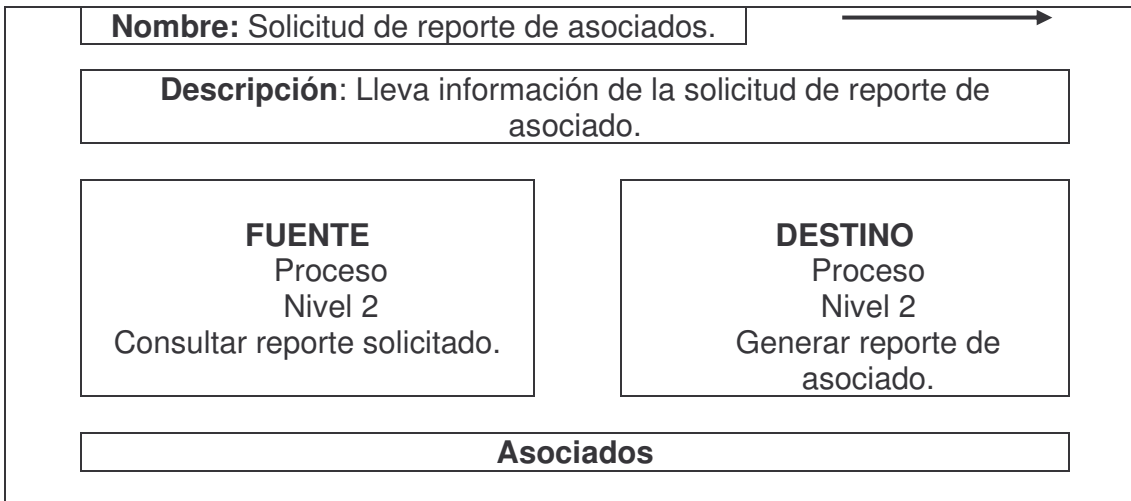 Nombre: Solicitud de reporte de asociados.
Descripción: Lleva información de la solicitud de reporte de
asociado.
FUENTE
Proceso
Nivel 2
Consultar reporte solicitado.
DESTINO
Proceso
Nivel 2
Generar reporte de
asociado.
Asociados